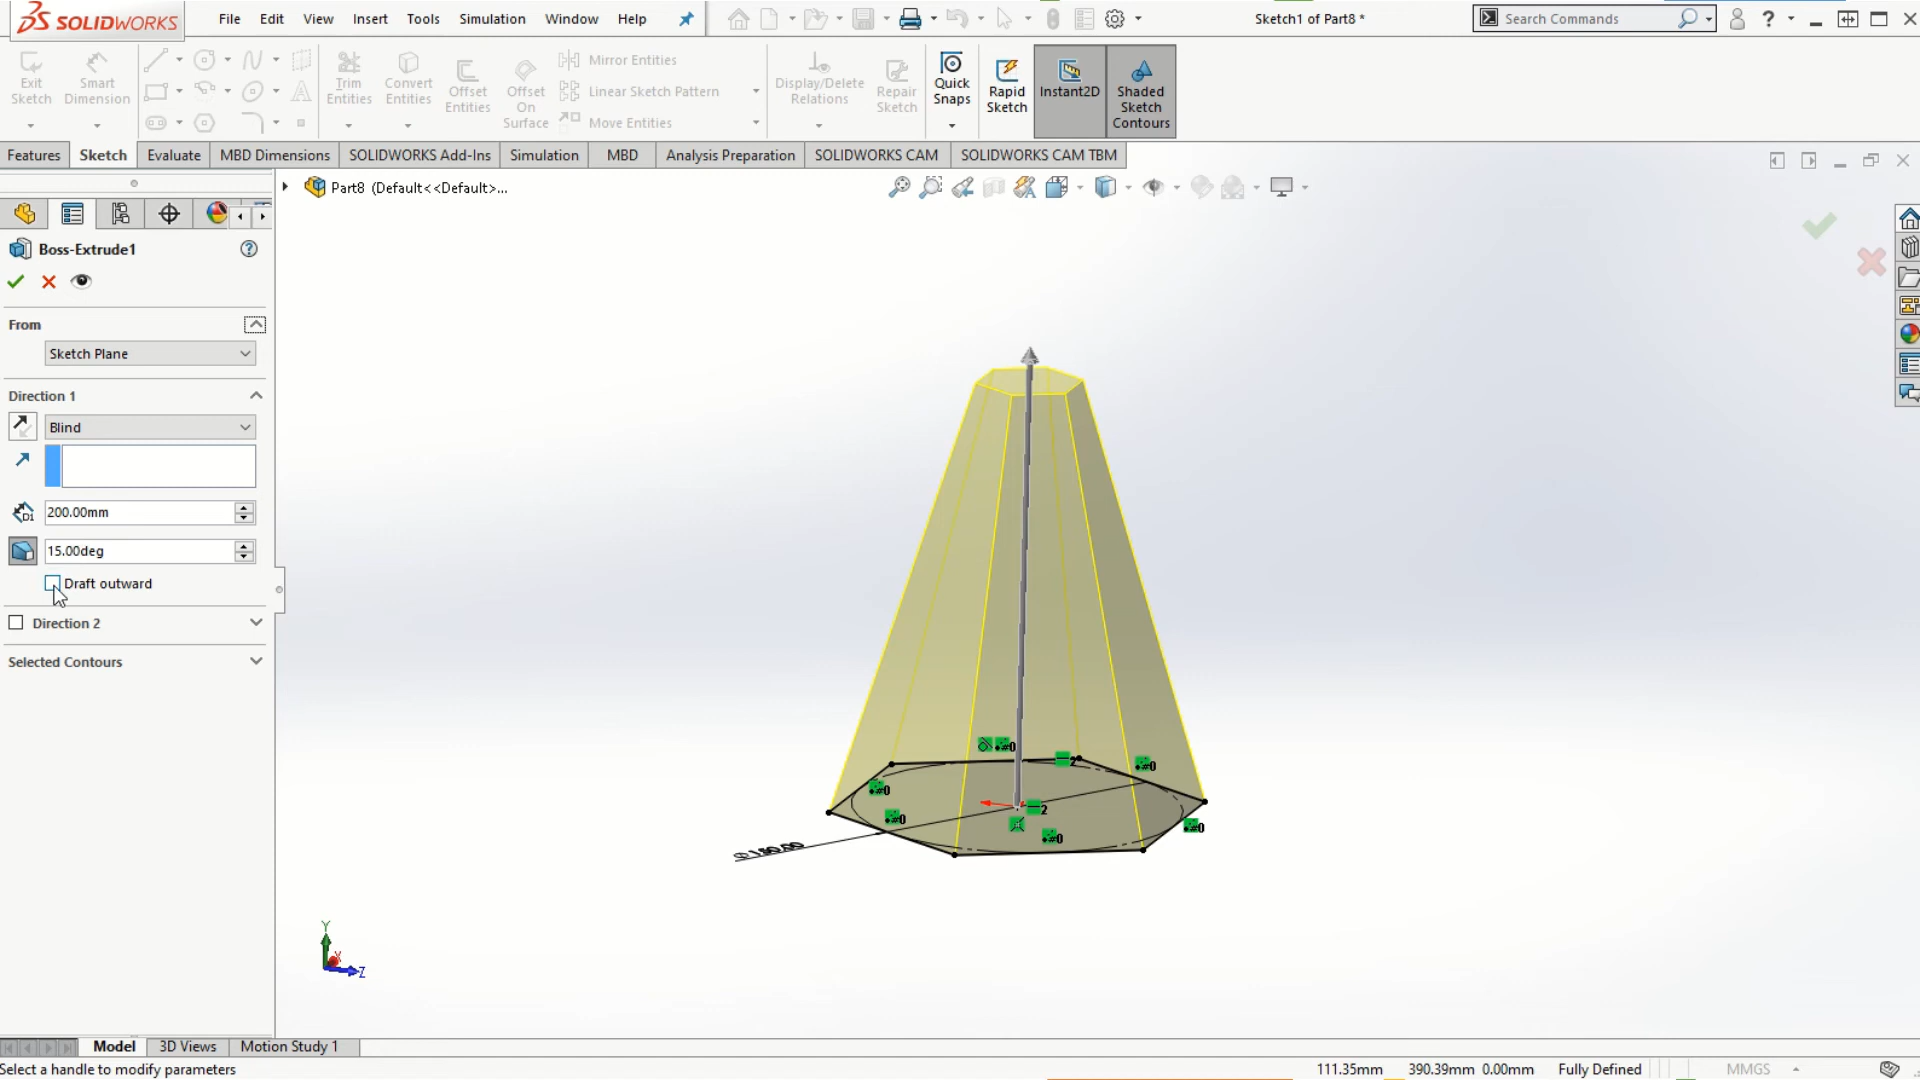 SOLIDWORKS File Edit View Insert Tools Simulation Window Help Sketch1 of Part8 * Search Commands ?
Exit Sketch
Smart Dimension
Trim Entities
Convert Entities
Offset Entities
Offset On Surface
Mirror Entities
Linear Sketch Pattern
Move Entities
Display/Delete Relations
Repair Sketch
Quick Snaps
Rapid Sketch
Instant2D
Shaded Sketch Contours
Features Sketch Evaluate MBD Dimensions SOLIDWORKS Add-Ins Simulation MBD Analysis Preparation SOLIDWORKS CAM SOLIDWORKS CAM TBM
Part8 (Default<<Default>...
Boss-Extrude1 ?
From
Sketch Plane
Direction 1
Blind
D1 200.00mm
15.00deg
Draft outward
Direction 2
Selected Contours
Y
X
Z
Model 3D Views Motion Study 1
Select a handle to modify parameters 111.35mm 390.39mm 0.00mm Fully Defined MMGS